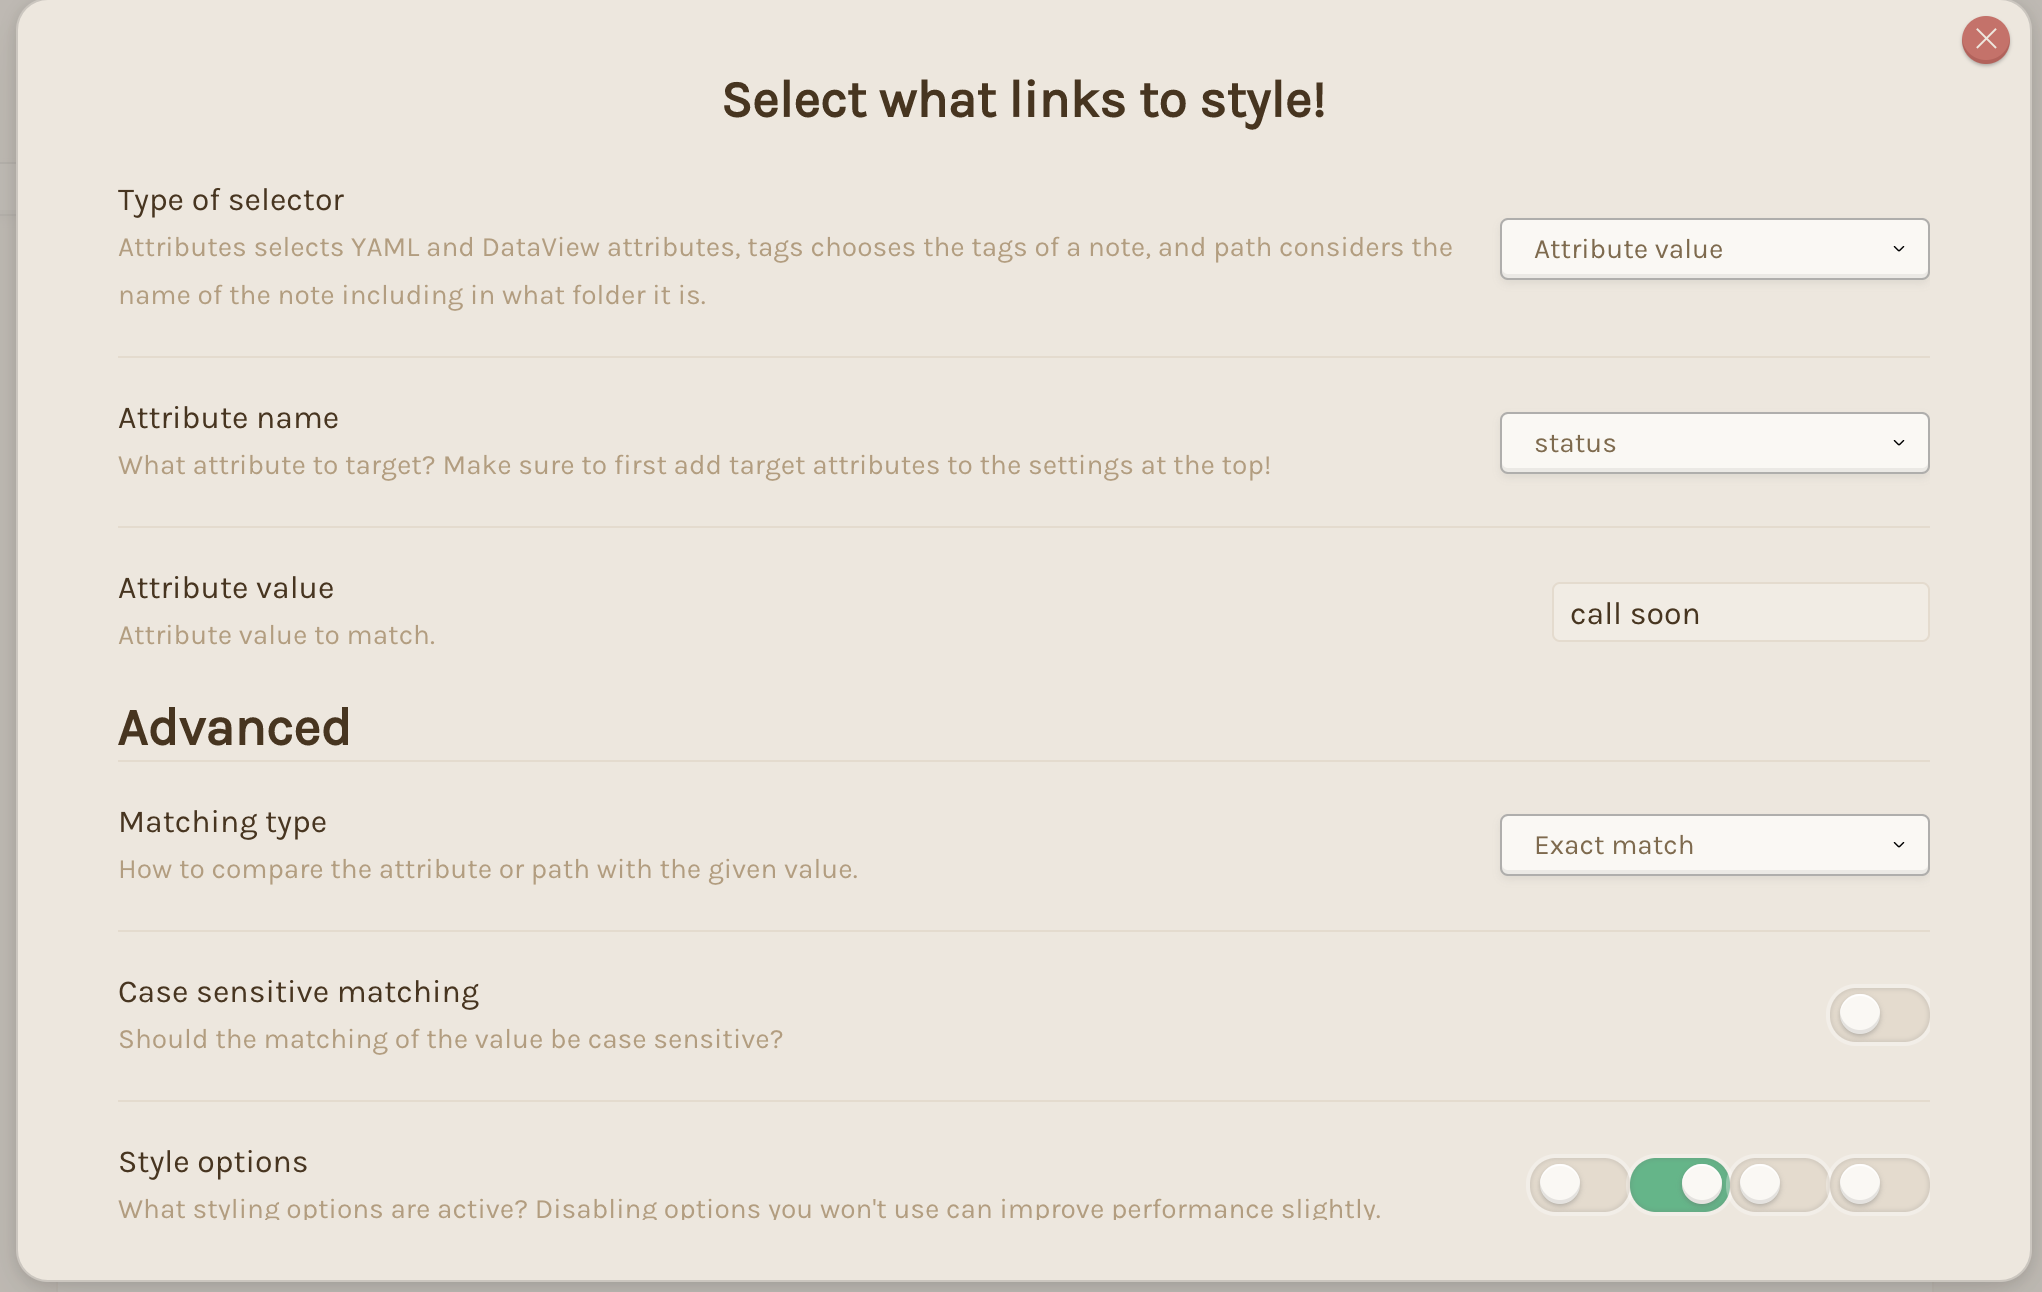 Select what links to style!
Type of selector
Attributes selects YAML and DataView attributes, tags chooses the tags of a note, and path considers the
name of the note including in what folder it is.
Attribute value
Attribute name
What attribute to target? Make sure to first add target attributes to the settings at the top!
status
Attribute value
Attribute value to match.
call soon
Advanced
Matching type
How to compare the attribute or path with the given value.
Exact match
Case sensitive matching
Should the matching of the value be case sensitive?
Style options
What styling options are active? Disabling options you won't use can improve performance slightly.